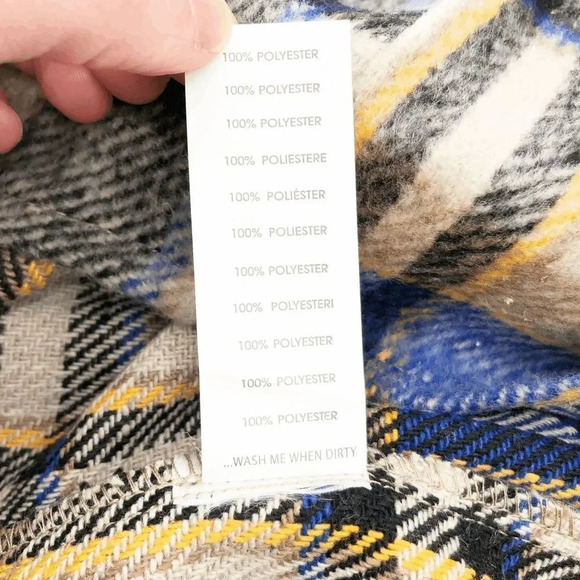 100% POLYESTER
100% POLYESTER
100% POLYESTER
100% POLIESTERE
100% POLIÉSTER
100% POLIESTER
100% POLYESTER
100% POLYESTERI
100% POLYESTER
100% POLYESTER
100% POLYESTER
...WASH ME WHEN DIRTY